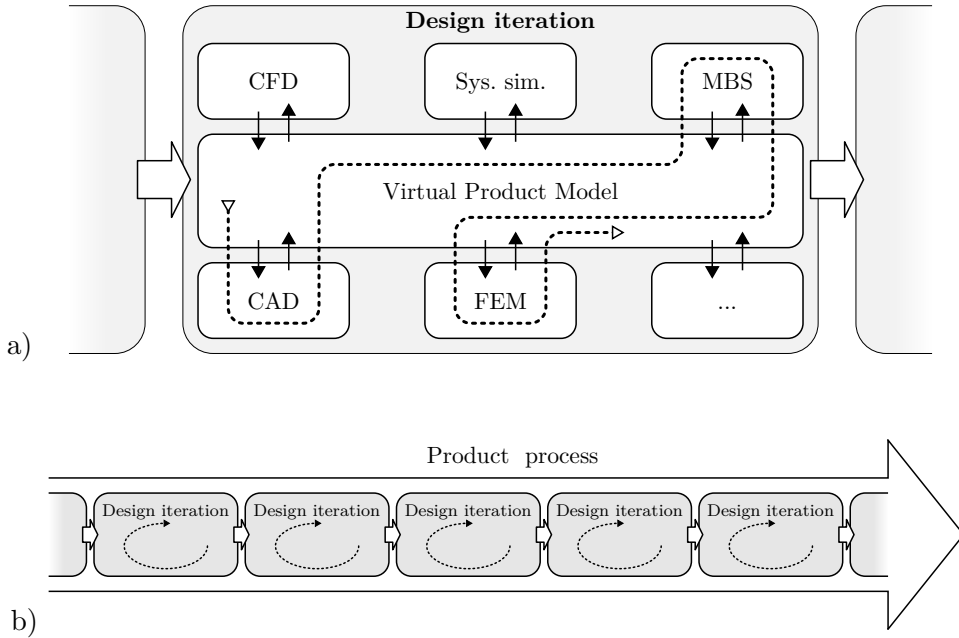 Design iteration
CFD
Sys. sim.
MBS
Virtual Product Model
CAD
FEM
...
a)
Product process
Design iteration
Design iteration
Design iteration
Design iteration
Design iteration
b)